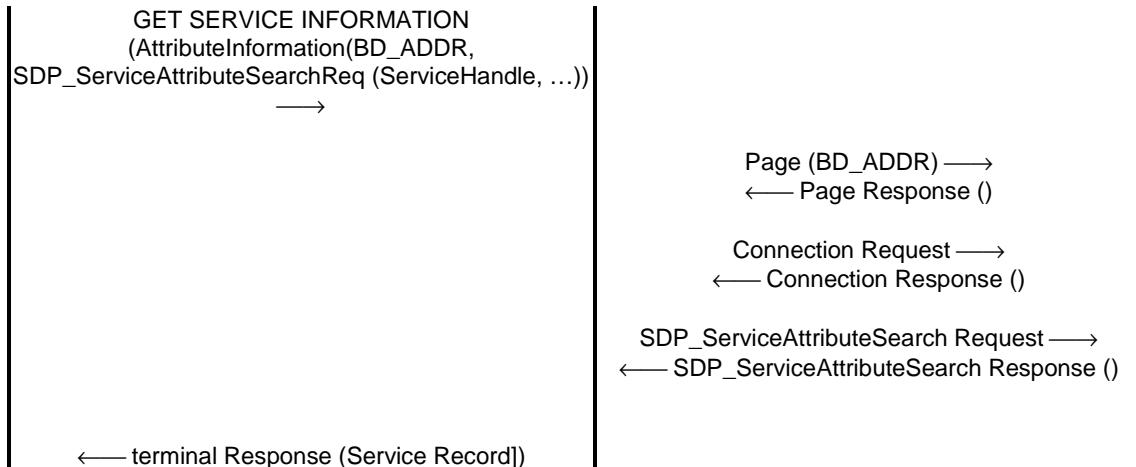 GET SERVICE INFORMATION
(AttributeInformation(BD_ADDR,
SDP_ServiceAttributeSearchReq (ServiceHandle, …))
⟶
Page (BD_ADDR) ⟶
⟵ Page Response ()
Connection Request ⟶
⟵ Connection Response ()
SDP_ServiceAttributeSearch Request ⟶
⟵ SDP_ServiceAttributeSearch Response ()
⟵ terminal Response (Service Record])